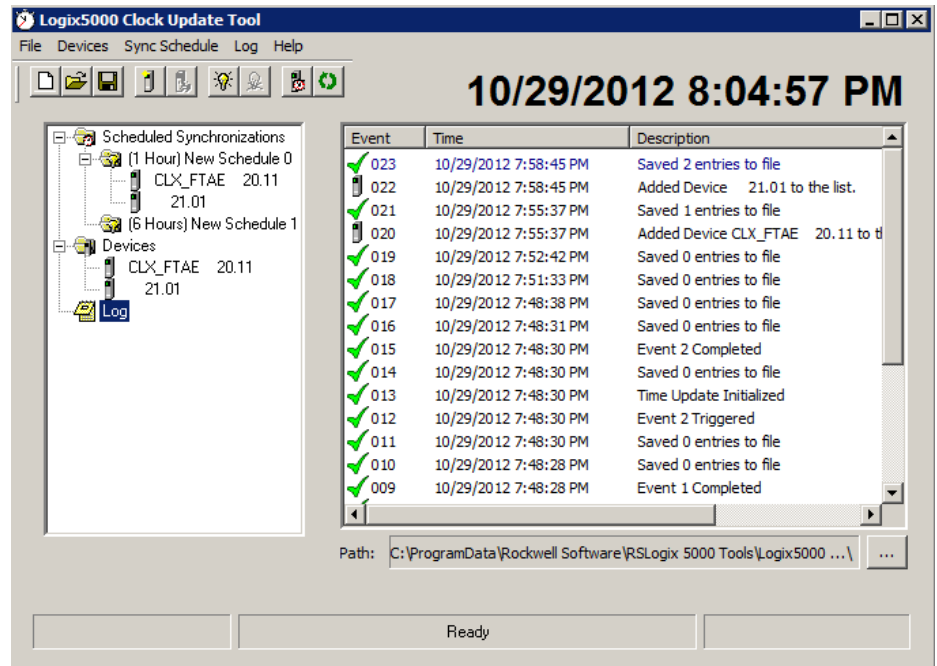 Logix5000 Clock Update Tool
File Devices Sync Schedule Log Help
10/29/2012 8:04:57 PM
Scheduled Synchronizations
(1 Hour) New Schedule 0
CLX_FTAE 20.11
21.01
(6 Hours) New Schedule 1
Devices
CLX_FTAE 20.11
21.01
Log
Event Time Description
023 10/29/2012 7:58:45 PM Saved 2 entries to file
022 10/29/2012 7:58:45 PM Added Device 21.01 to the list.
021 10/29/2012 7:55:37 PM Saved 1 entries to file
020 10/29/2012 7:55:37 PM Added Device CLX_FTAE 20.11 to
019 10/29/2012 7:52:42 PM Saved 0 entries to file
018 10/29/2012 7:51:33 PM Saved 0 entries to file
017 10/29/2012 7:48:38 PM Saved 0 entries to file
016 10/29/2012 7:48:31 PM Saved 0 entries to file
015 10/29/2012 7:48:30 PM Event 2 Completed
014 10/29/2012 7:48:30 PM Saved 0 entries to file
013 10/29/2012 7:48:30 PM Time Update Initialized
012 10/29/2012 7:48:30 PM Event 2 Triggered
011 10/29/2012 7:48:30 PM Saved 0 entries to file
010 10/29/2012 7:48:28 PM Saved 0 entries to file
009 10/29/2012 7:48:28 PM Event 1 Completed
Path: C:\ProgramData\Rockwell Software\RSLogix 5000 Tools\Logix5000 ...\ ...
Ready